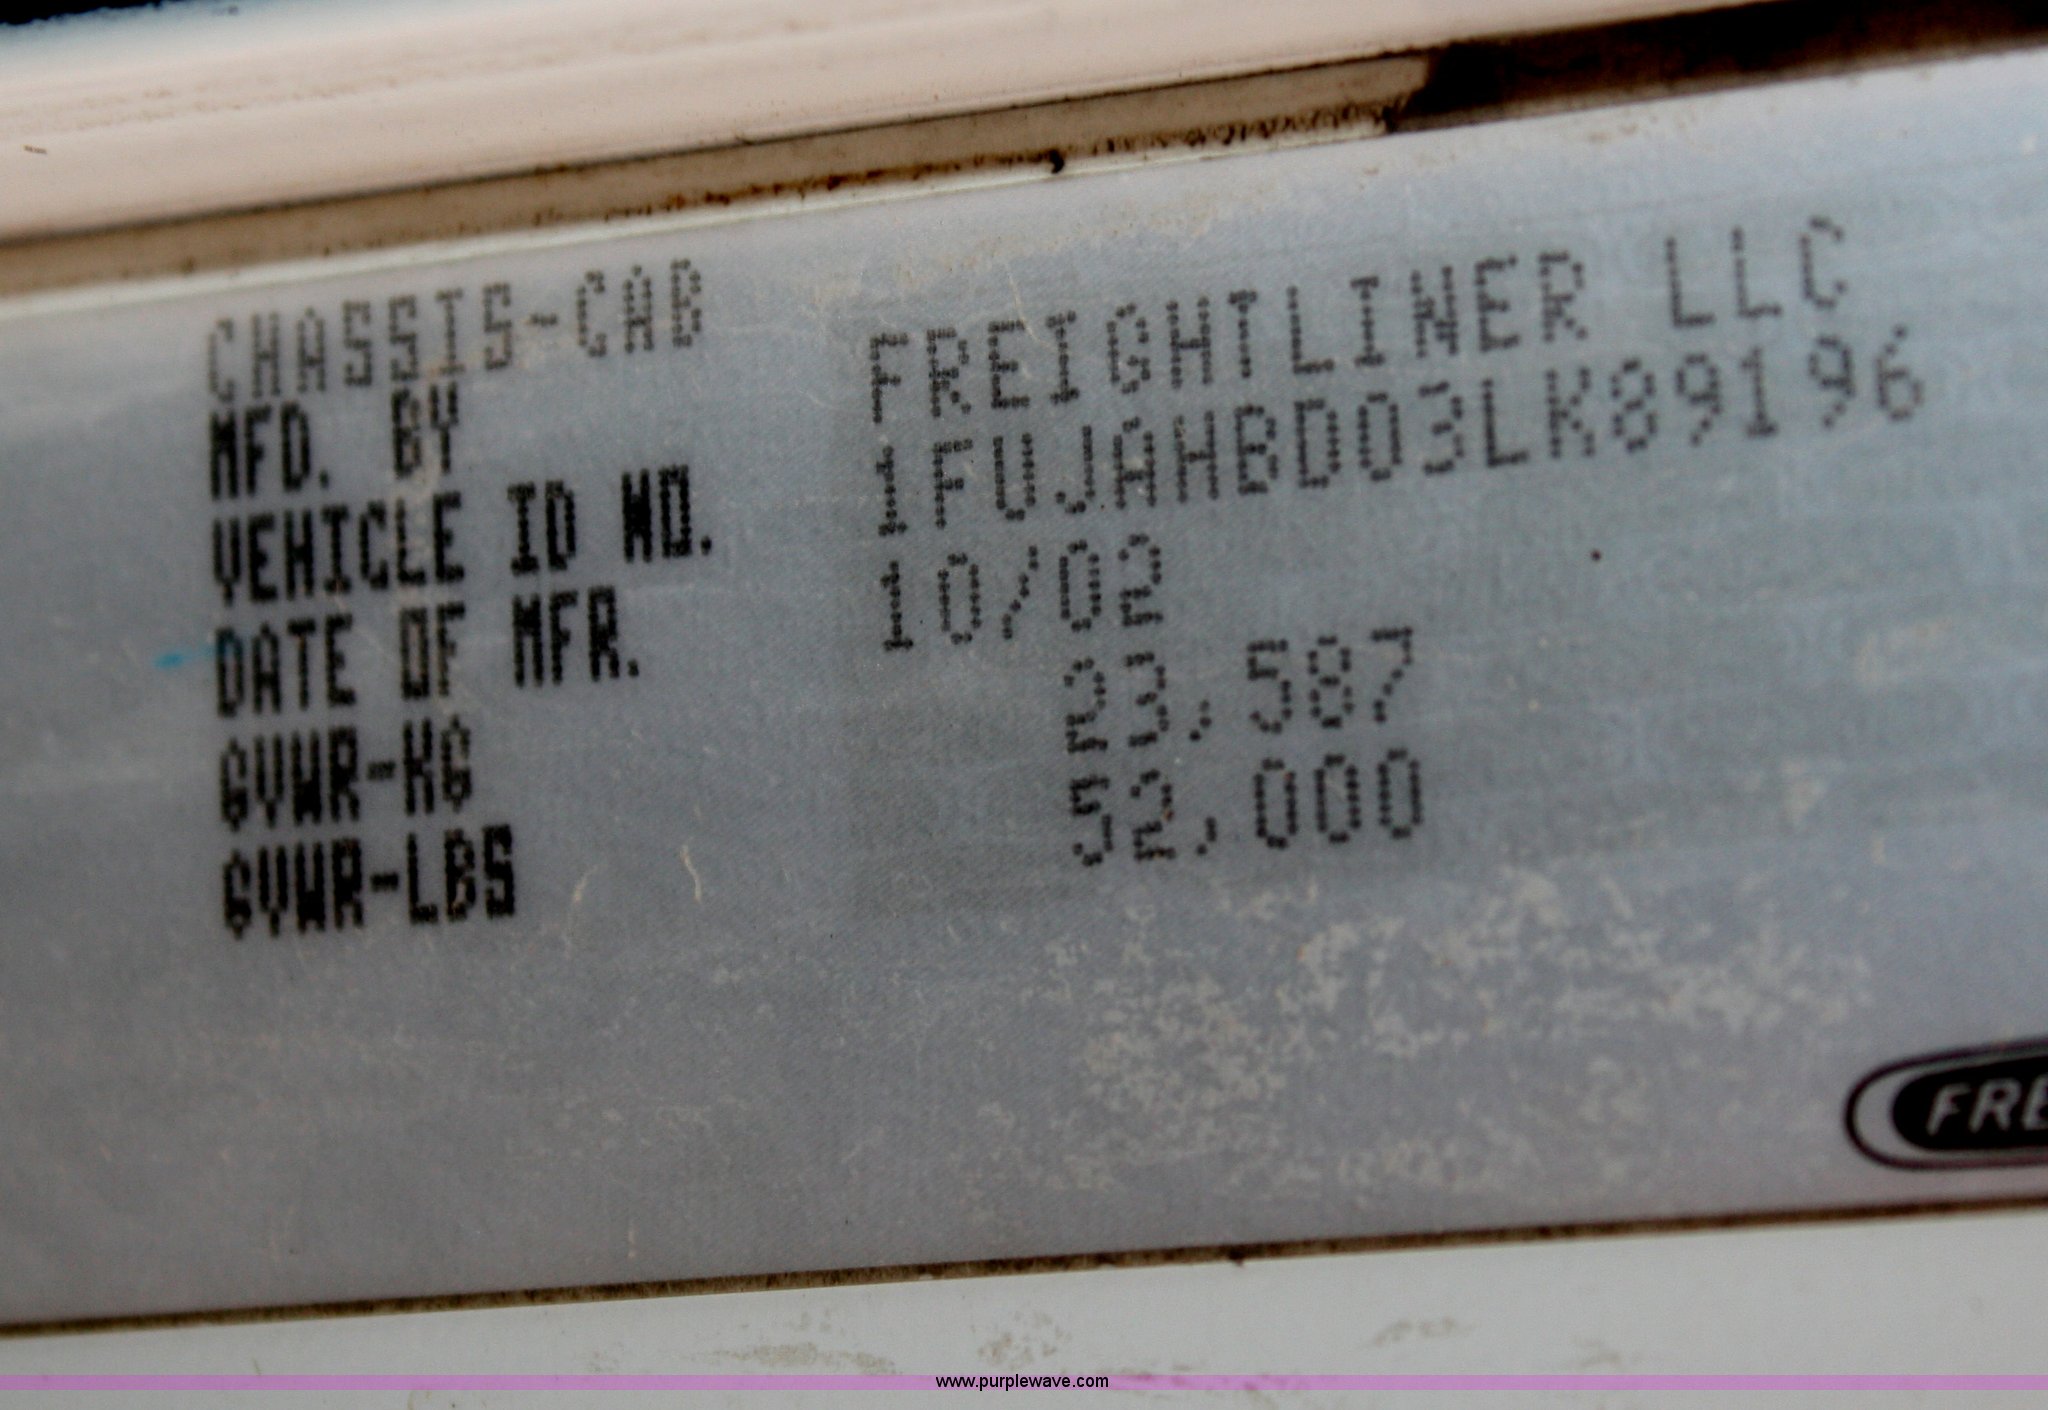 CHASSIS-CAB
MFD. BY FREIGHTLINER LLC
VEHICLE ID NO. 1FUJAHBD03LK89196
DATE OF MFR. 10/02
GVWR-KG 23,587
GVWR-LBS 52,000
FRE
www.purplewave.com